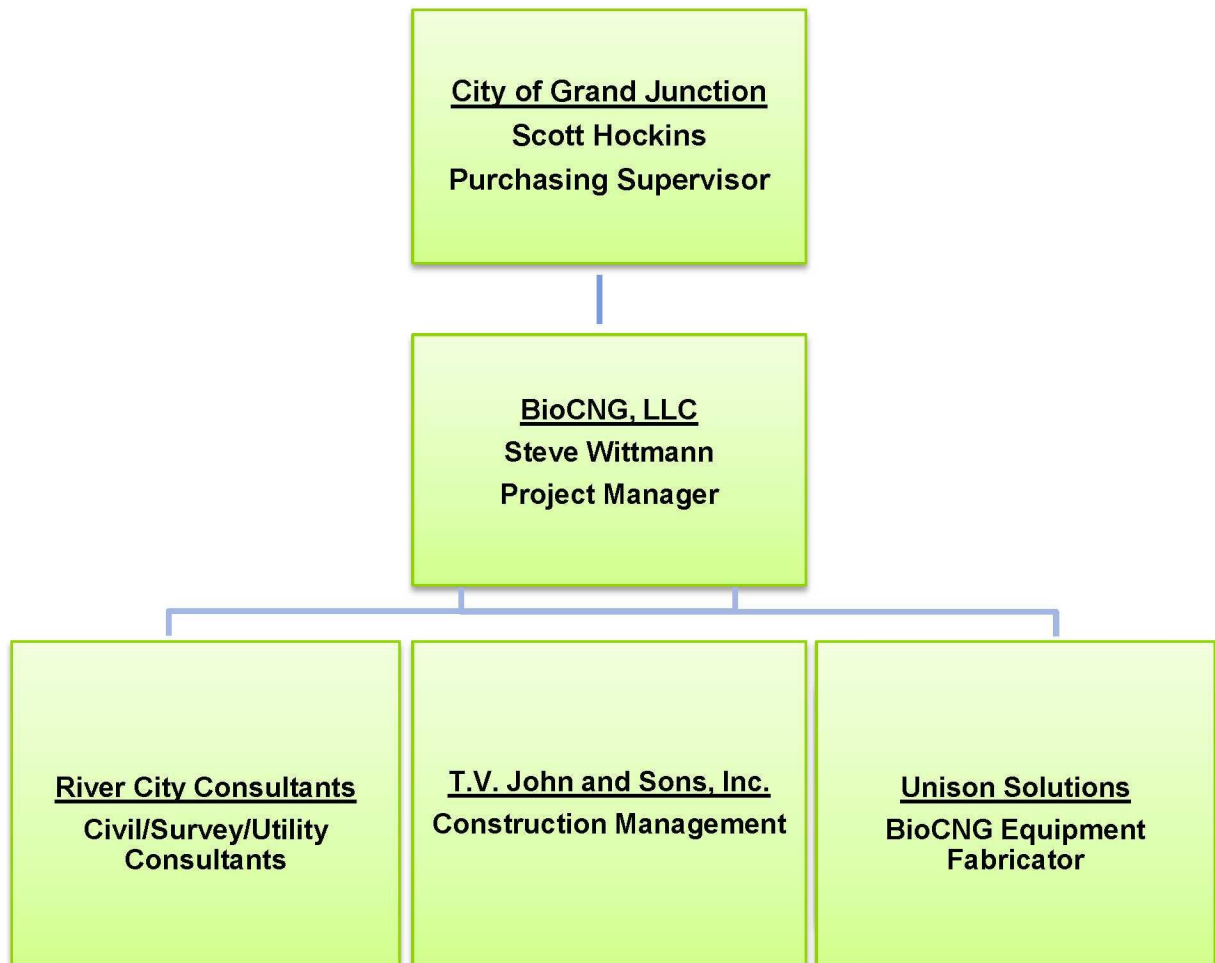 City of Grand Junction
Scott Hockins
Purchasing Supervisor
BioCNG, LLC
Steve Wittmann
Project Manager
River City Consultants
Civil/Survey/Utility
Consultants
T.V. John and Sons, Inc.
Construction Management
Unison Solutions
BioCNG Equipment
Fabricator